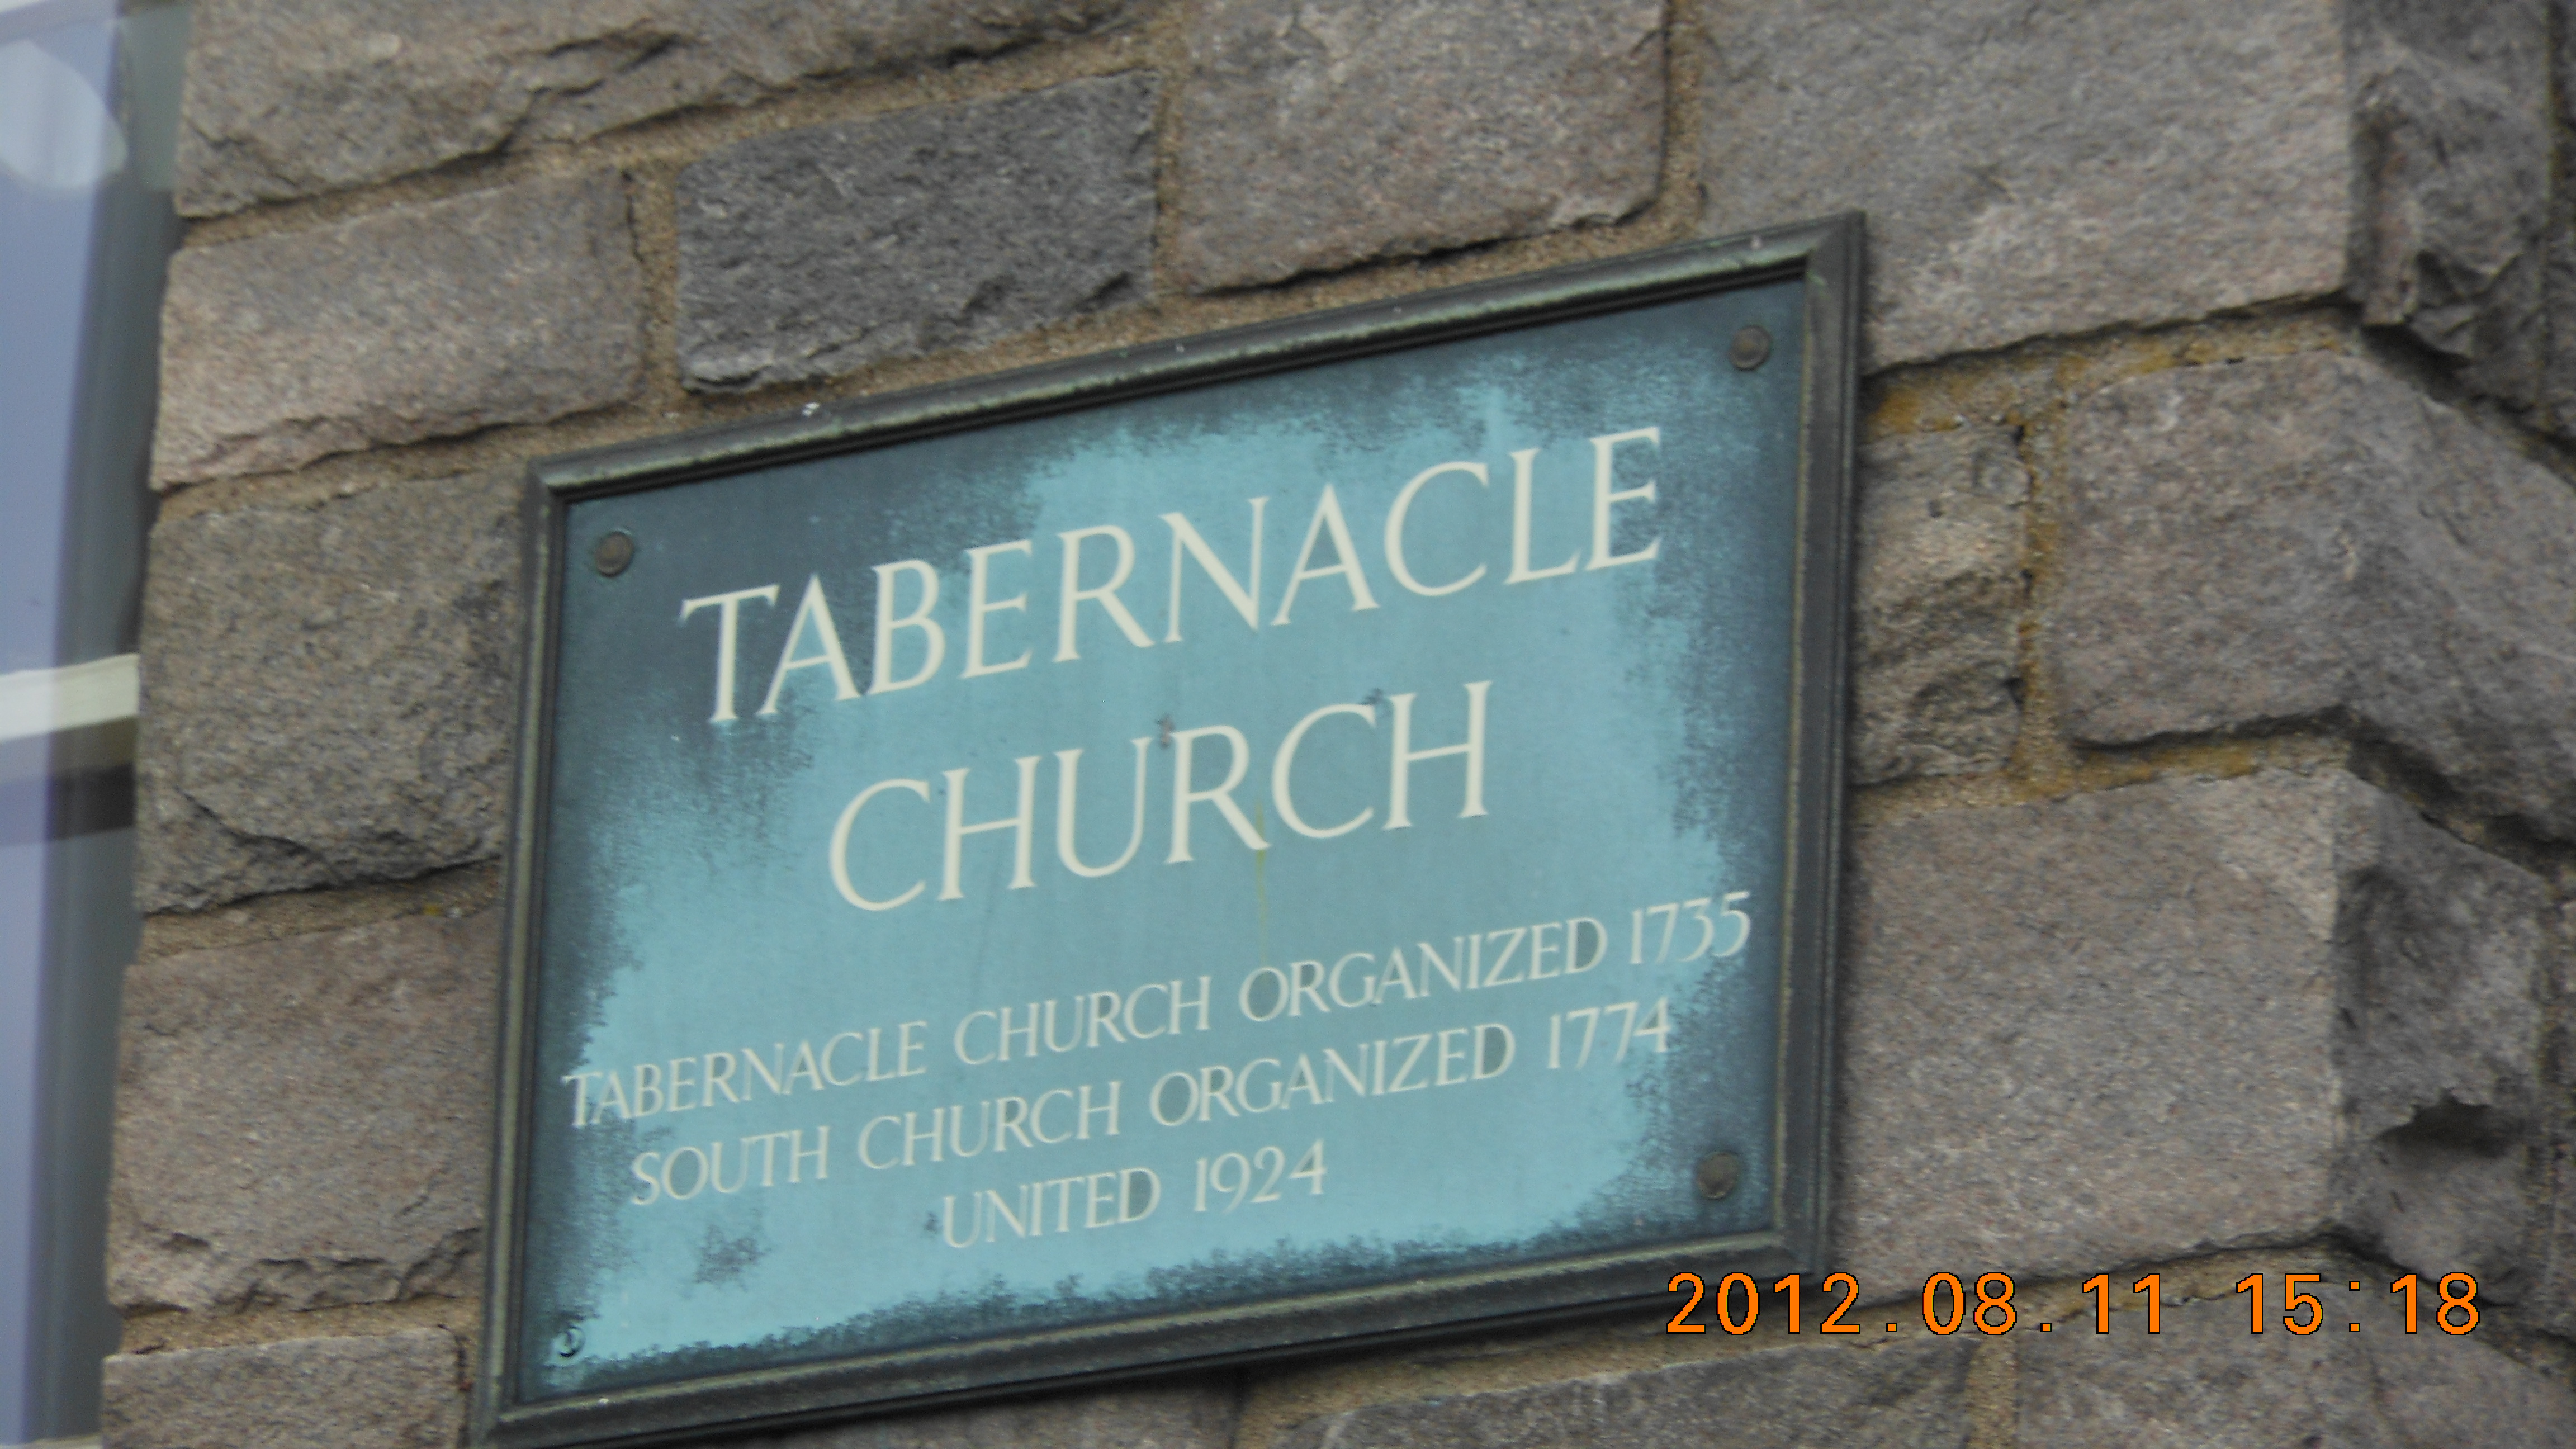 TABERNACLE
CHURCH
TABERNACLE CHURCH ORGANIZED 1735
SOUTH CHURCH ORGANIZED 1774
UNITED 1924
2012.08.11 15:18